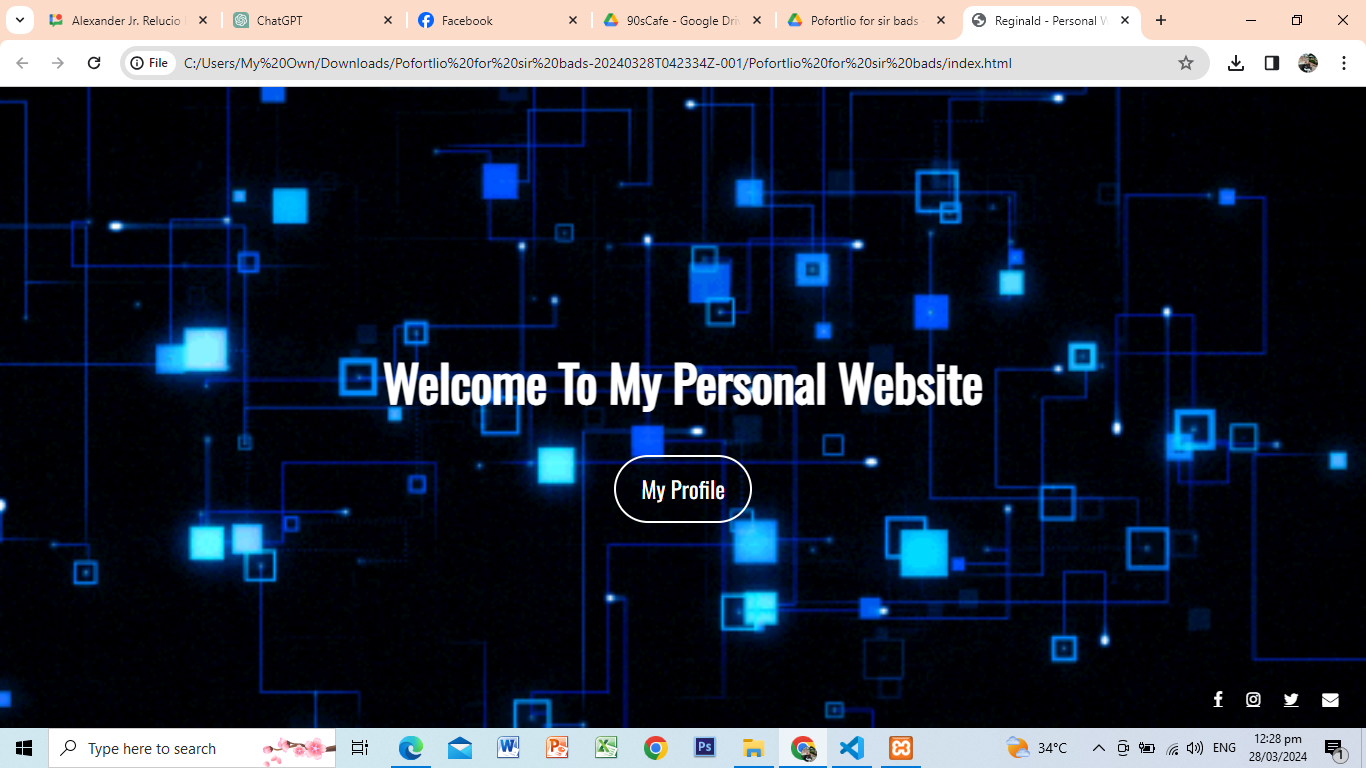 Alexander Jr. Relucio
ChatGPT
Facebook
90sCafe - Google Dri
Pofortlio for sir bads -
Reginald - Personal W
File
C:/Users/My%20Own/Downloads/Pofortlio%20for%20sir%20bads-20240328T042334Z-001/Pofortlio%20for%20sir%20bads/index.html
Welcome To My Personal Website
My Profile
Type here to search
34°C
ENG
12:28 pm
28/03/2024
1